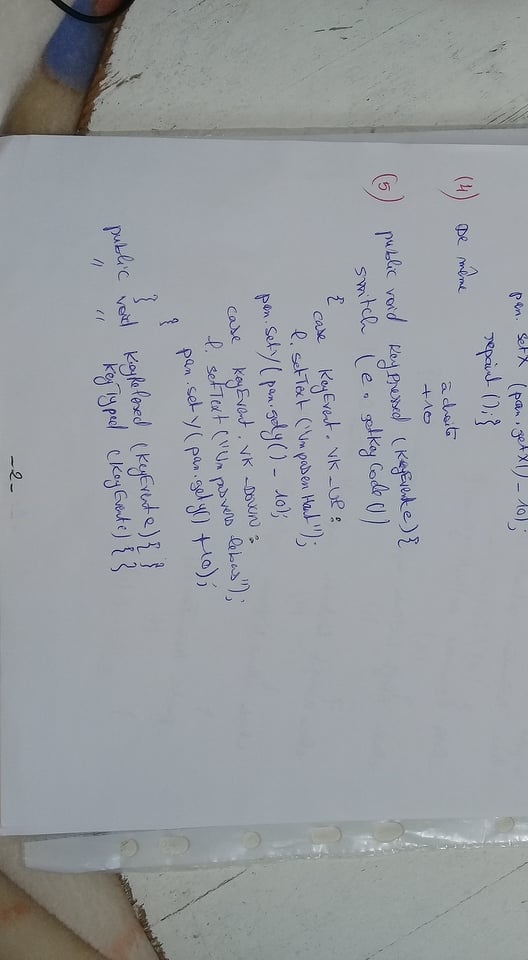 pan. setX (pan.getX() - 10);
repaint ();}
(4) De même
à droite
+10
(5) public void KeyPressed (KeyEvent e){
switch (e. getKeyCode())
{
case KeyEvent. VK_UP:
l. setText ("Un pas en Haut");
pan.setY(pan.gety() - 10);
case KeyEvent. VK_DOWN:
l. setText ("Un pas vers le bas");
pan.setY(pan.gety() +10);
}
}
public void KeyRelesed (KeyEvent e){ }
" " KeyTyped (KeyEvent e){ }
-2-